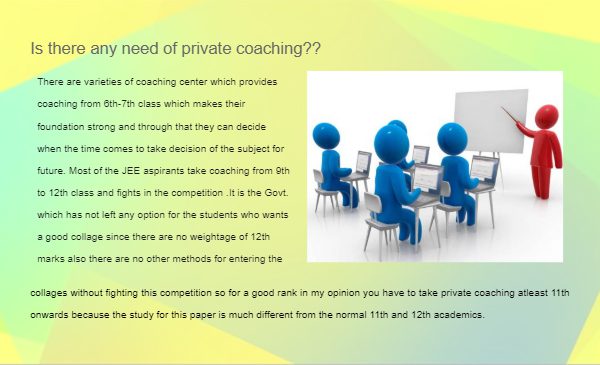 Is there any need of private coaching??
There are varieties of coaching center which provides
coaching from 6th-7th class which makes their
foundation strong and through that they can decide
when the time comes to take decision of the subject for
future. Most of the JEE aspirants take coaching from 9th
to 12th class and fights in the competition .It is the Govt.
which has not left any option for the students who wants
a good collage since there are no weightage of 12th
marks also there are no other methods for entering the
collages without fighting this competition so for a good rank in my opinion you have to take private coaching atleast 11th
onwards because the study for this paper is much different from the normal 11th and 12th academics.